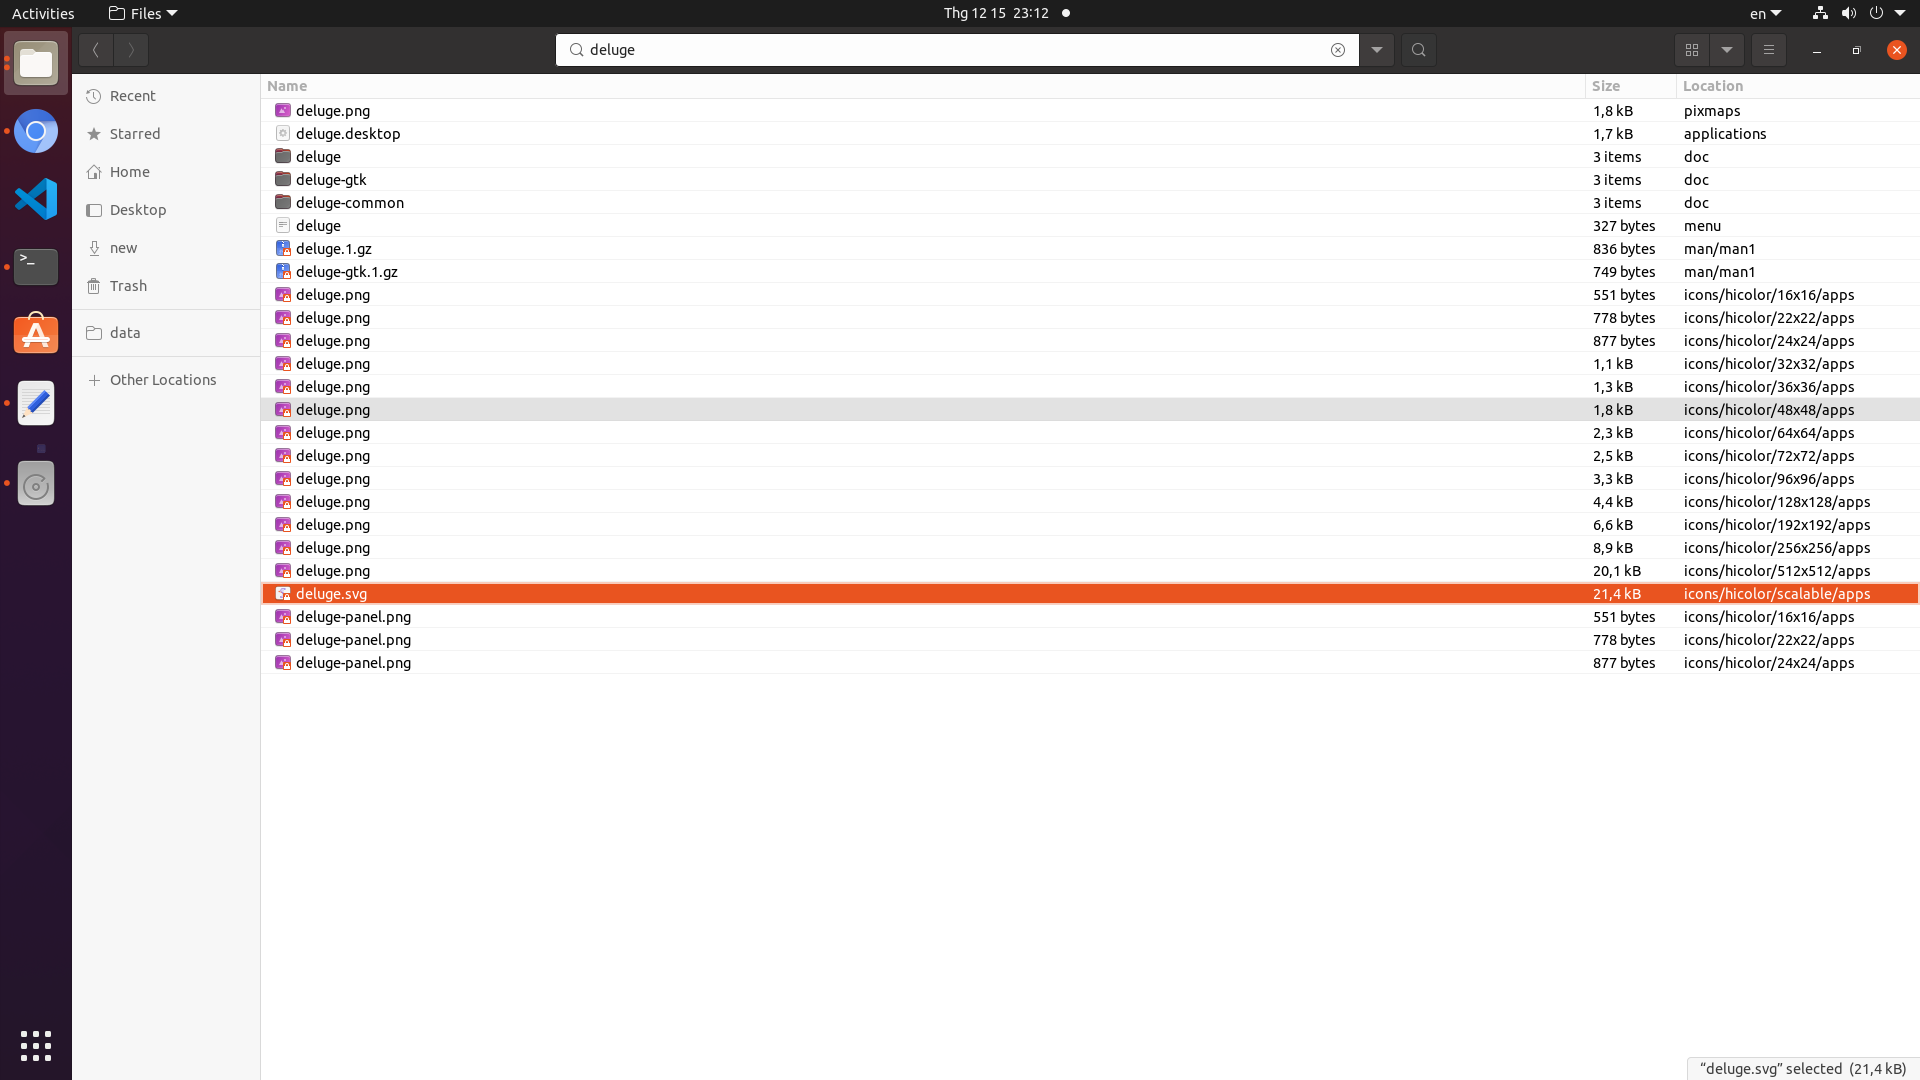 Activities Files Thg 12 15 23:12 en
deluge
Name Size Location
Recent
Starred
Home
Desktop
new
Trash
data
Other Locations
deluge.png 1,8 kB pixmaps
deluge.desktop 1,7 kB applications
deluge 3 items doc
deluge-gtk 3 items doc
deluge-common 3 items doc
deluge 327 bytes menu
deluge.1.gz 836 bytes man/man1
deluge-gtk.1.gz 749 bytes man/man1
deluge.png 551 bytes icons/hicolor/16x16/apps
deluge.png 778 bytes icons/hicolor/22x22/apps
deluge.png 877 bytes icons/hicolor/24x24/apps
deluge.png 1,1 kB icons/hicolor/32x32/apps
deluge.png 1,3 kB icons/hicolor/36x36/apps
deluge.png 1,8 kB icons/hicolor/48x48/apps
deluge.png 2,3 kB icons/hicolor/64x64/apps
deluge.png 2,5 kB icons/hicolor/72x72/apps
deluge.png 3,3 kB icons/hicolor/96x96/apps
deluge.png 4,4 kB icons/hicolor/128x128/apps
deluge.png 6,6 kB icons/hicolor/192x192/apps
deluge.png 8,9 kB icons/hicolor/256x256/apps
deluge.png 20,1 kB icons/hicolor/512x512/apps
deluge.svg 21,4 kB icons/hicolor/scalable/apps
deluge-panel.png 551 bytes icons/hicolor/16x16/apps
deluge-panel.png 778 bytes icons/hicolor/22x22/apps
deluge-panel.png 877 bytes icons/hicolor/24x24/apps
“deluge.svg” selected (21,4 kB)